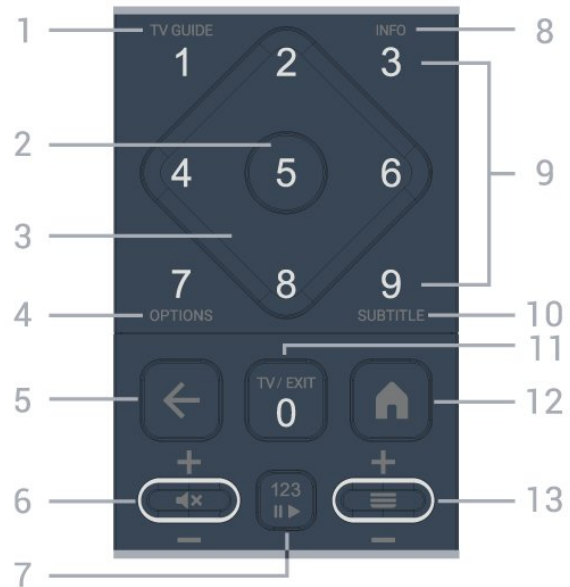 1 TV GUIDE INFO 8
1 2 3
2 9
4 5 6
3
7 8 9
4 OPTIONS SUBTITLE 10
11
5 TV / EXIT 12
0
+ +
6 123 13
− −
7